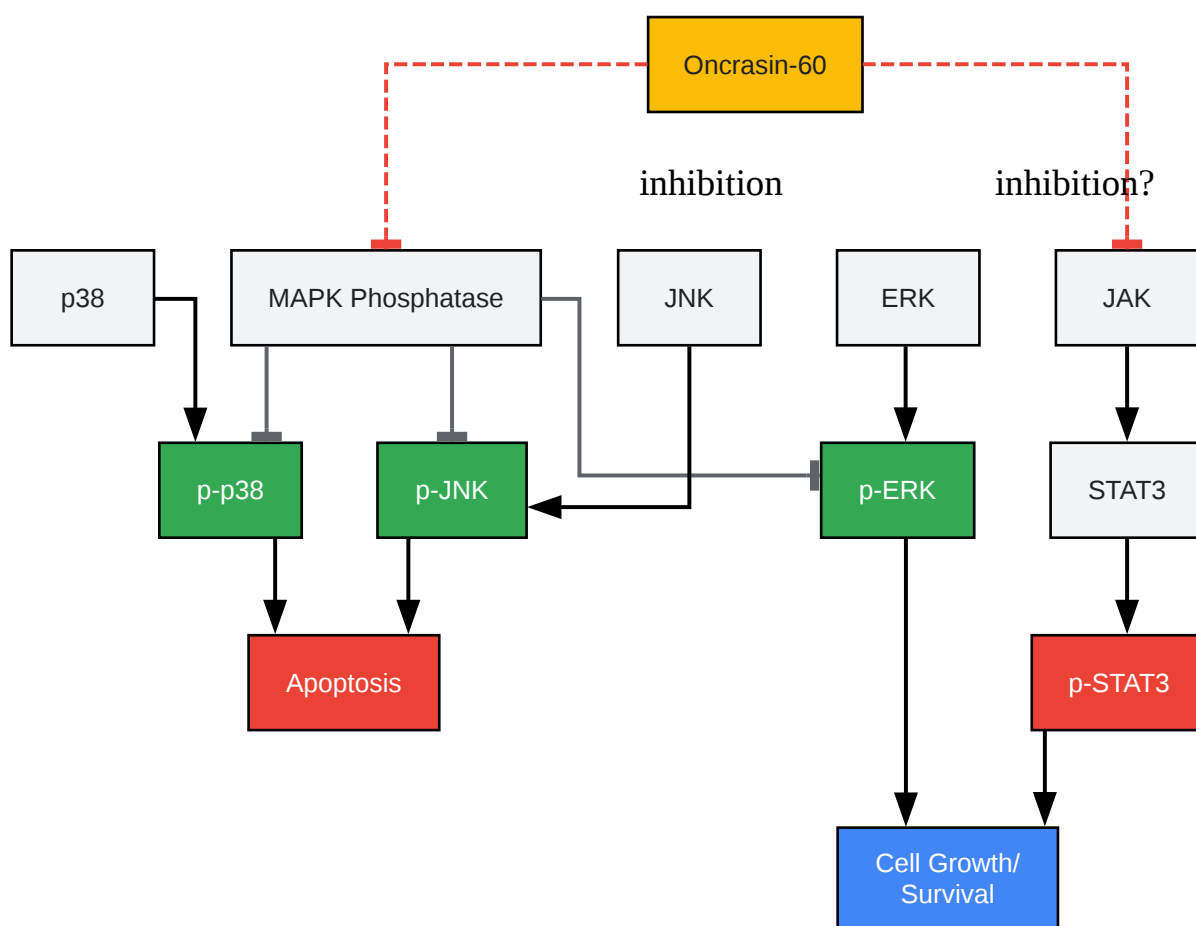 Oncrasin-60
inhibition
inhibition?
p38
MAPK Phosphatase
JNK
ERK
JAK
p-p38
p-JNK
p-ERK
STAT3
Apoptosis
p-STAT3
Cell Growth/
Survival